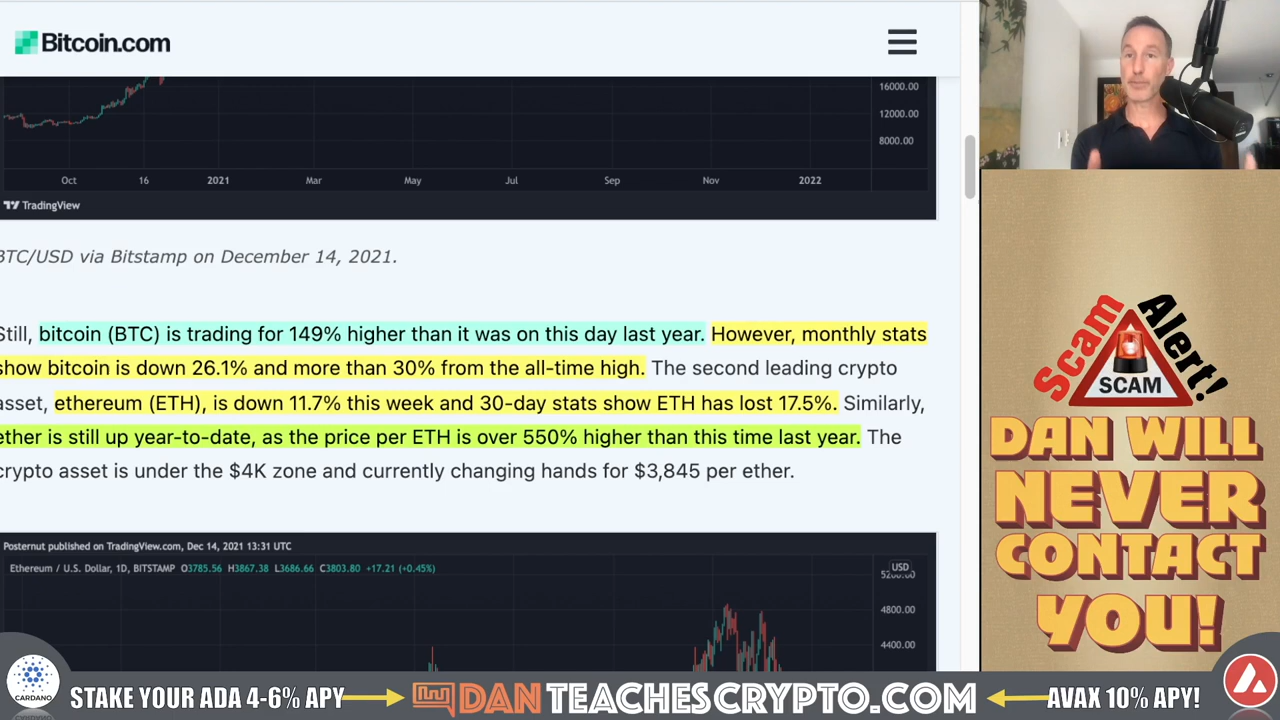 Bitcoin.com
16000.00
12000.00
8000.00
Oct 16 2021 Mar May Jul Sep Nov 2022
TradingView
BTC/USD via Bitstamp on December 14, 2021.
Still, bitcoin (BTC) is trading for 149% higher than it was on this day last year. However, monthly stats
show bitcoin is down 26.1% and more than 30% from the all-time high. The second leading crypto
asset, ethereum (ETH), is down 11.7% this week and 30-day stats show ETH has lost 17.5%. Similarly,
ether is still up year-to-date, as the price per ETH is over 550% higher than this time last year. The
crypto asset is under the $4K zone and currently changing hands for $3,845 per ether.
Posternut published on TradingView.com, Dec 14, 2021 13:31 UTC
Ethereum / U.S. Dollar, 1D, BITSTAMP O3785.56 H3867.38 L3686.66 C3803.80 +17.21 (+0.45%)
USD
5200.00
4800.00
4400.00
Scam Alert!
SCAM
DAN WILL
NEVER
CONTACT
YOU!
CARDANO
STAKE YOUR ADA 4-6% APY
DANTEACHESCRYPTO.COM
AVAX 10% APY!